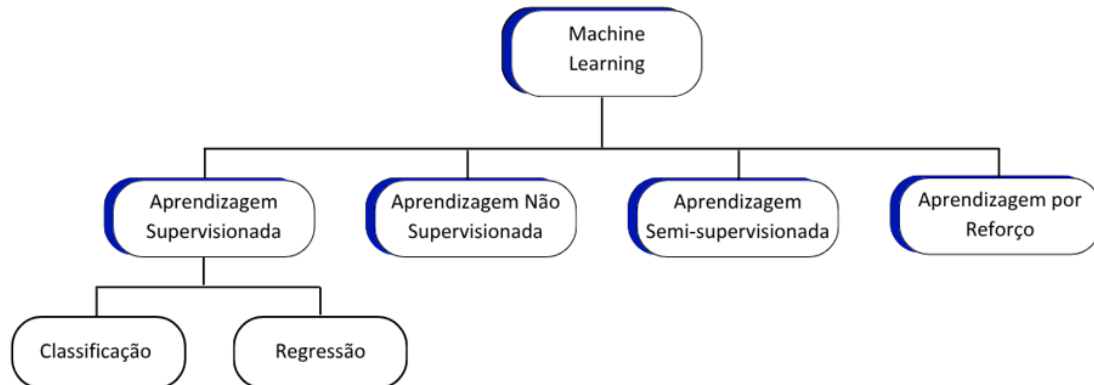 Machine
Learning
Aprendizagem
Supervisionada
Aprendizagem Não
Supervisionada
Aprendizagem
Semi-supervisionada
Aprendizagem por
Reforço
Classificação
Regressão